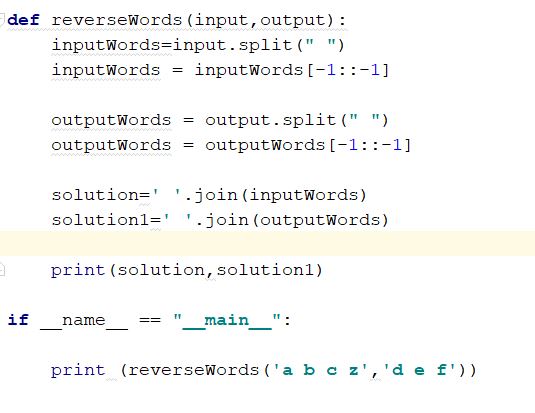 def reverseWords(input,output):
    inputWords=input.split(" ")
    inputWords = inputWords[-1::-1]
    outputWords = output.split(" ")
    outputWords = outputWords[-1::-1]
    solution=' '.join(inputWords)
    solution1=' '.join(outputWords)
    print(solution,solution1)
if __name__ == "__main__":
    print (reverseWords('a b c z','d e f'))